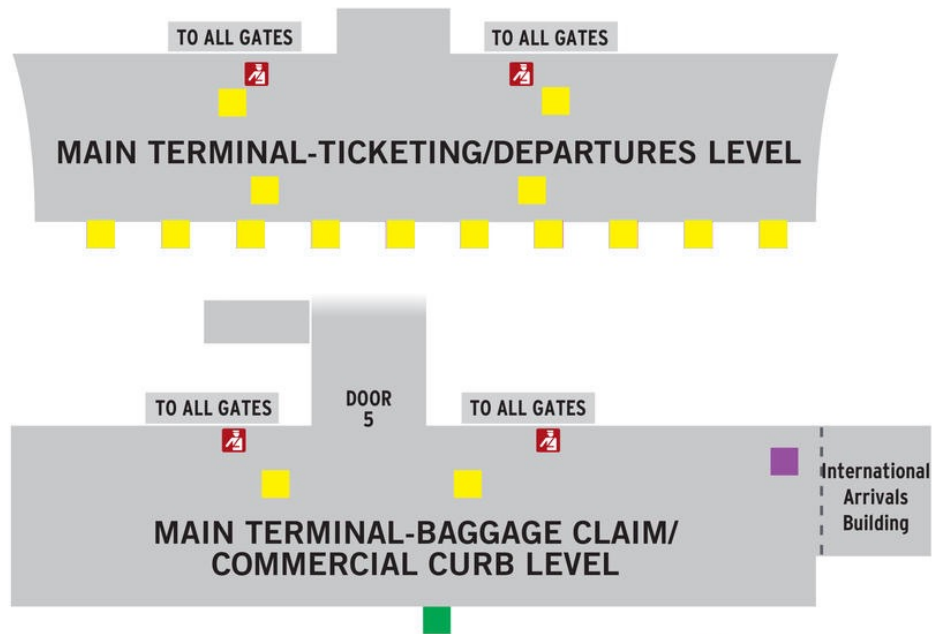 TO ALL GATES
TO ALL GATES
MAIN TERMINAL-TICKETING/DEPARTURES LEVEL
DOOR
5
TO ALL GATES
TO ALL GATES
International
Arrivals
Building
MAIN TERMINAL-BAGGAGE CLAIM/
COMMERCIAL CURB LEVEL